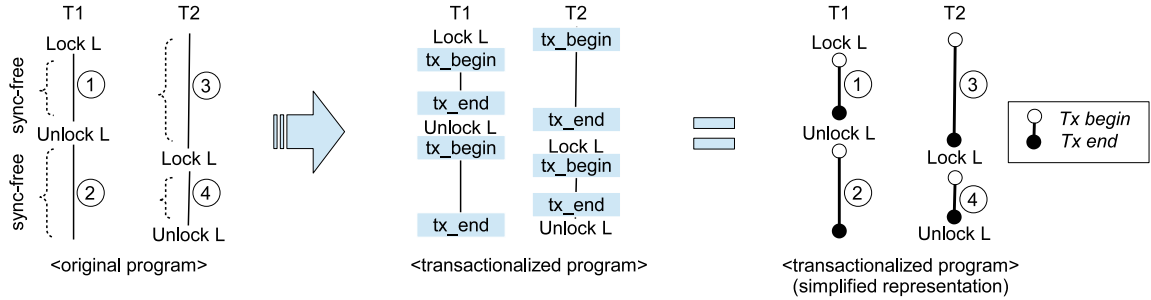 T1 T2
Lock L
sync-free
1
3
Unlock L
sync-free
Lock L
2
4
Unlock L
<original program>
T1 T2
Lock L
tx_begin
tx_begin
tx_end
tx_end
Unlock L
tx_begin
Lock L
tx_begin
tx_end
tx_end
Unlock L
<transactionalized program>
T1 T2
Lock L
1
3
Unlock L
Lock L
2
4
Unlock L
<transactionalized program>
(simplified representation)
Tx begin
Tx end